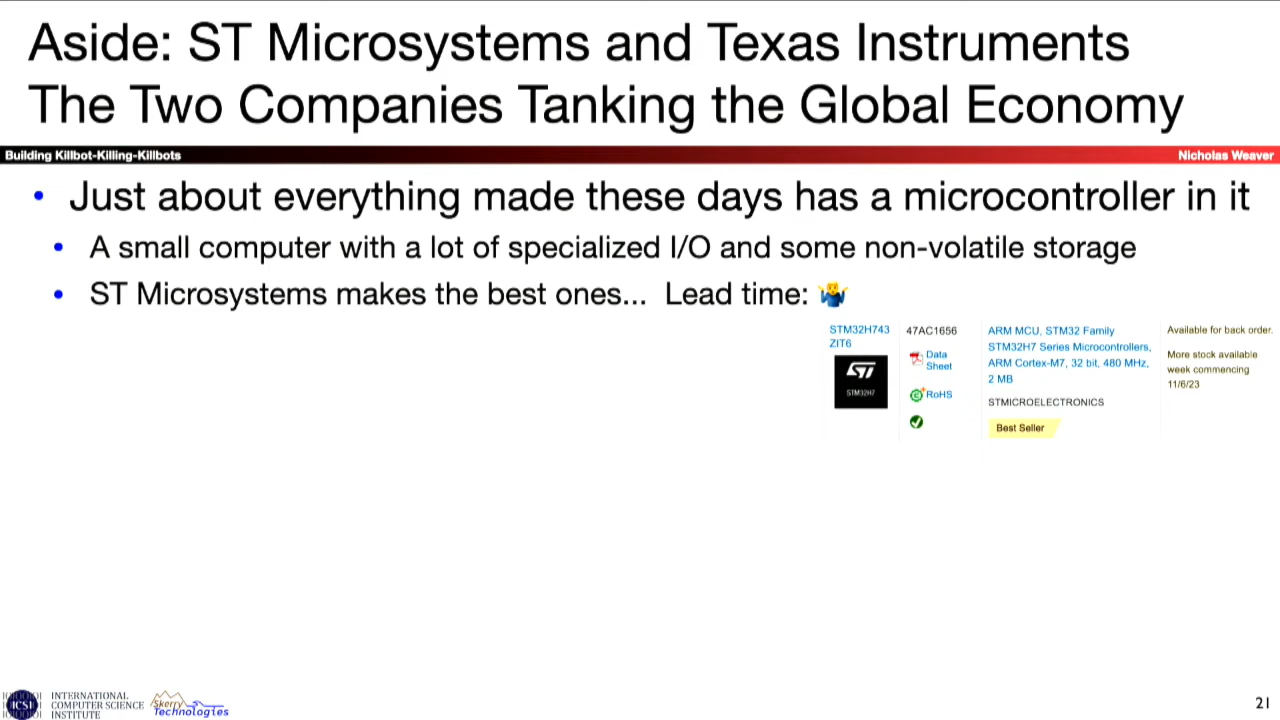 Aside: ST Microsystems and Texas Instruments
The Two Companies Tanking the Global Economy
Building Killbot-Killing-Killbots
Nicholas Weaver
• Just about everything made these days has a microcontroller in it
• A small computer with a lot of specialized I/O and some non-volatile storage
• ST Microsystems makes the best ones... Lead time: 🤷‍♂️
STM32H743
ZIT6
ST
STM32H7
47AC1656
Data
Sheet
RoHS
ARM MCU, STM32 Family
STM32H7 Series Microcontrollers,
ARM Cortex-M7, 32 bit, 480 MHz,
2 MB
STMICROELECTRONICS
Best Seller
Available for back order.
More stock available
week commencing
11/6/23
ICSI
INTERNATIONAL
COMPUTER SCIENCE
INSTITUTE
Skerry
Technologies
21